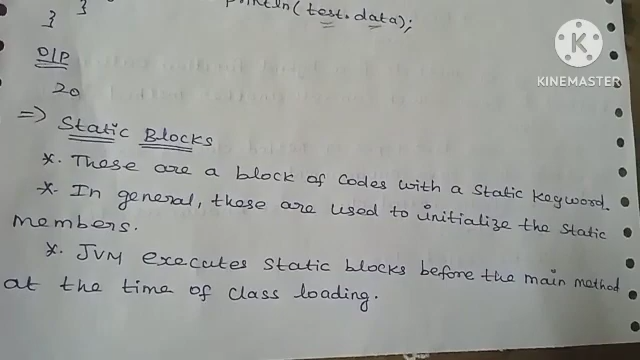 } } println(test.data);
O/P
20
=> Static Blocks
*. These are a block of codes with a static keyword.
*. In general, these are used to initialize the static
members.
*. JVM executes static blocks before the main method
at the time of class loading.
K
KINEMASTER